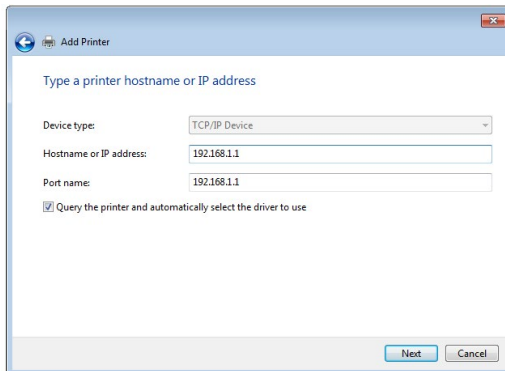 Add Printer
Type a printer hostname or IP address
Device type: TCP/IP Device
Hostname or IP address: 192.168.1.1
Port name: 192.168.1.1
Query the printer and automatically select the driver to use
Next Cancel